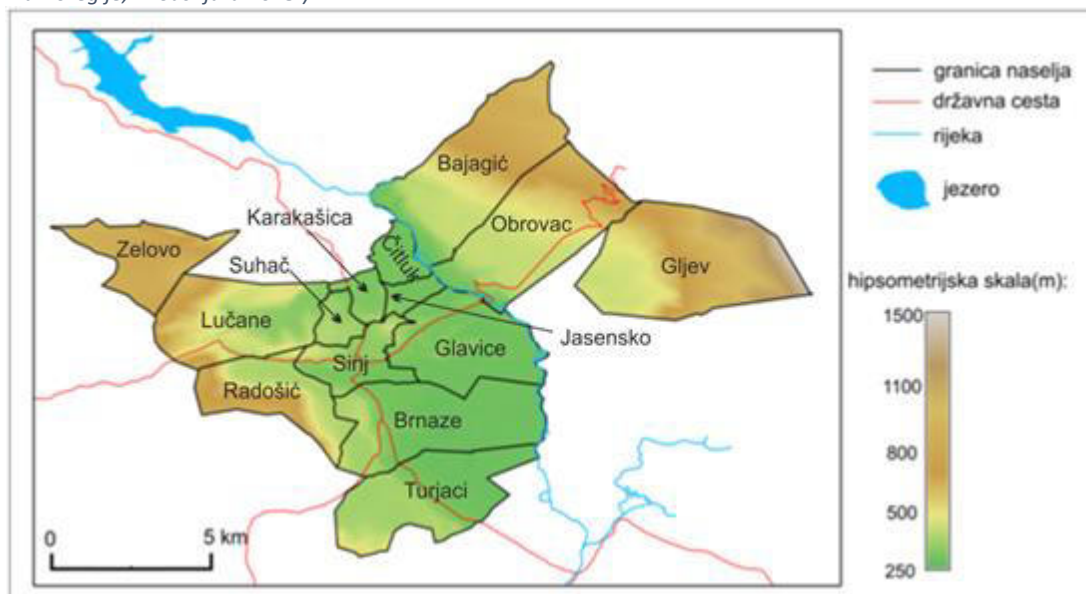 Bajagić
Karakašica
Obrovac
Zelovo
Čitluk
Suhač
Gljev
Lučane
Jasensko
Sinj
Glavice
Radošić
Brnaze
Turjaci
0
5 km
granica naselja
državna cesta
rijeka
jezero
hipsometrijska skala(m):
1500
1100
800
500
250